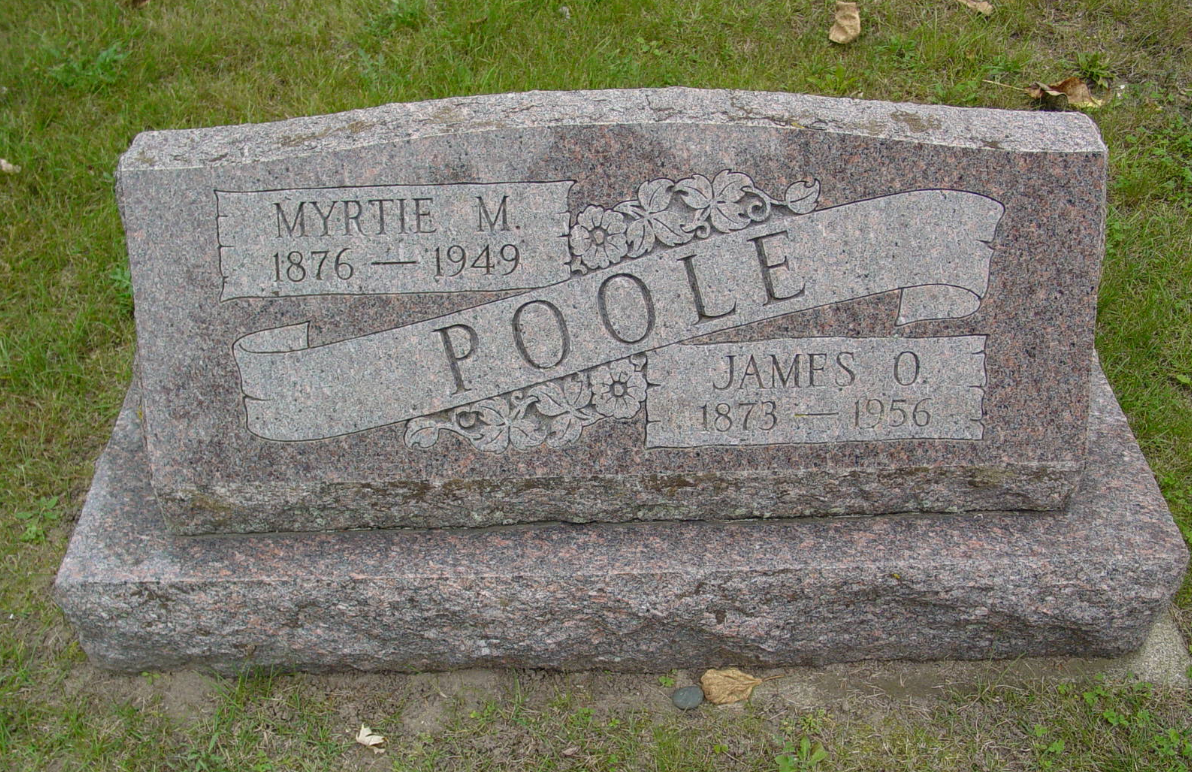 MYRTIE M.
1876 — 1949
POOLE
JAMES O.
1873 — 1956